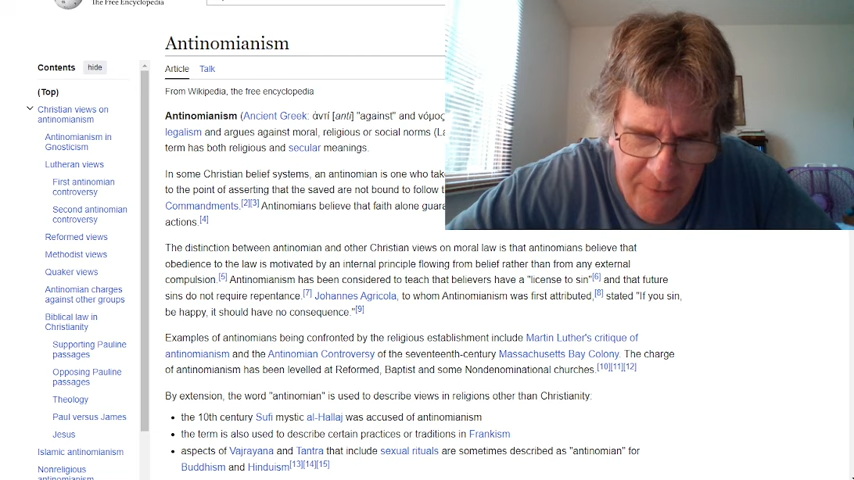 The Free Encyclopedia
Antinomianism
Contents hide
Article Talk
(Top)
From Wikipedia, the free encyclopedia
Christian views on
antinomianism
Antinomianism in
Gnosticism
Lutheran views
First antinomian
controversy
Second antinomian
controversy
Reformed views
Methodist views
Quaker views
Antinomian charges
against other groups
Biblical law in
Christianity
Supporting Pauline
passages
Opposing Pauline
passages
Theology
Paul versus James
Jesus
Islamic antinomianism
Nonreligious
antinomianism
Antinomianism (Ancient Greek: ἀντί [anti] "against" and
legalism and argues against moral, religious or social norms
term has both religious and secular meanings.
In some Christian belief systems, an antinomian is one who
to the point of asserting that the saved are not bound to follow
Commandments.[2][3] Antinomians believe that faith alone
actions.[4]
The distinction between antinomian and other Christian views on moral law is that antinomians believe that
obedience to the law is motivated by an internal principle flowing from belief rather than from any external
compulsion.[5] Antinomianism has been considered to teach that believers have a "license to sin"[6] and that future
sins do not require repentance.[7] Johannes Agricola, to whom Antinomianism was first attributed,[8] stated "If you sin,
be happy, it should have no consequence."[9]
Examples of antinomians being confronted by the religious establishment include Martin Luther's critique of
antinomianism and the Antinomian Controversy of the seventeenth-century Massachusetts Bay Colony. The charge
of antinomianism has been levelled at Reformed, Baptist and some Nondenominational churches.[10][11][12]
By extension, the word "antinomian" is used to describe views in religions other than Christianity:
• the 10th century Sufi mystic al-Hallaj was accused of antinomianism
• the term is also used to describe certain practices or traditions in Frankism
• aspects of Vajrayana and Tantra that include sexual rituals are sometimes described as "antinomian" for
Buddhism and Hinduism[13][14][15]